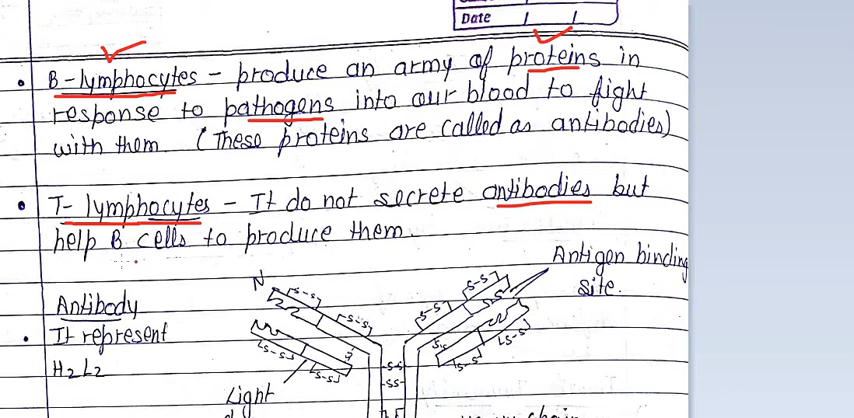 Date / /
• B-lymphocytes - produce an army of proteins in
response to pathogens into our blood to fight
with them (These proteins are called as antibodies)
• T-lymphocytes - It do not secrete antibodies but
help B cells to produce them.
Antigen binding
site.
N
Antibody
• It represent
H2L2
Light
S-S
S-S
S-S
S-S
S-S
S-S
S-S
S-S
S-S
-SS-
chain